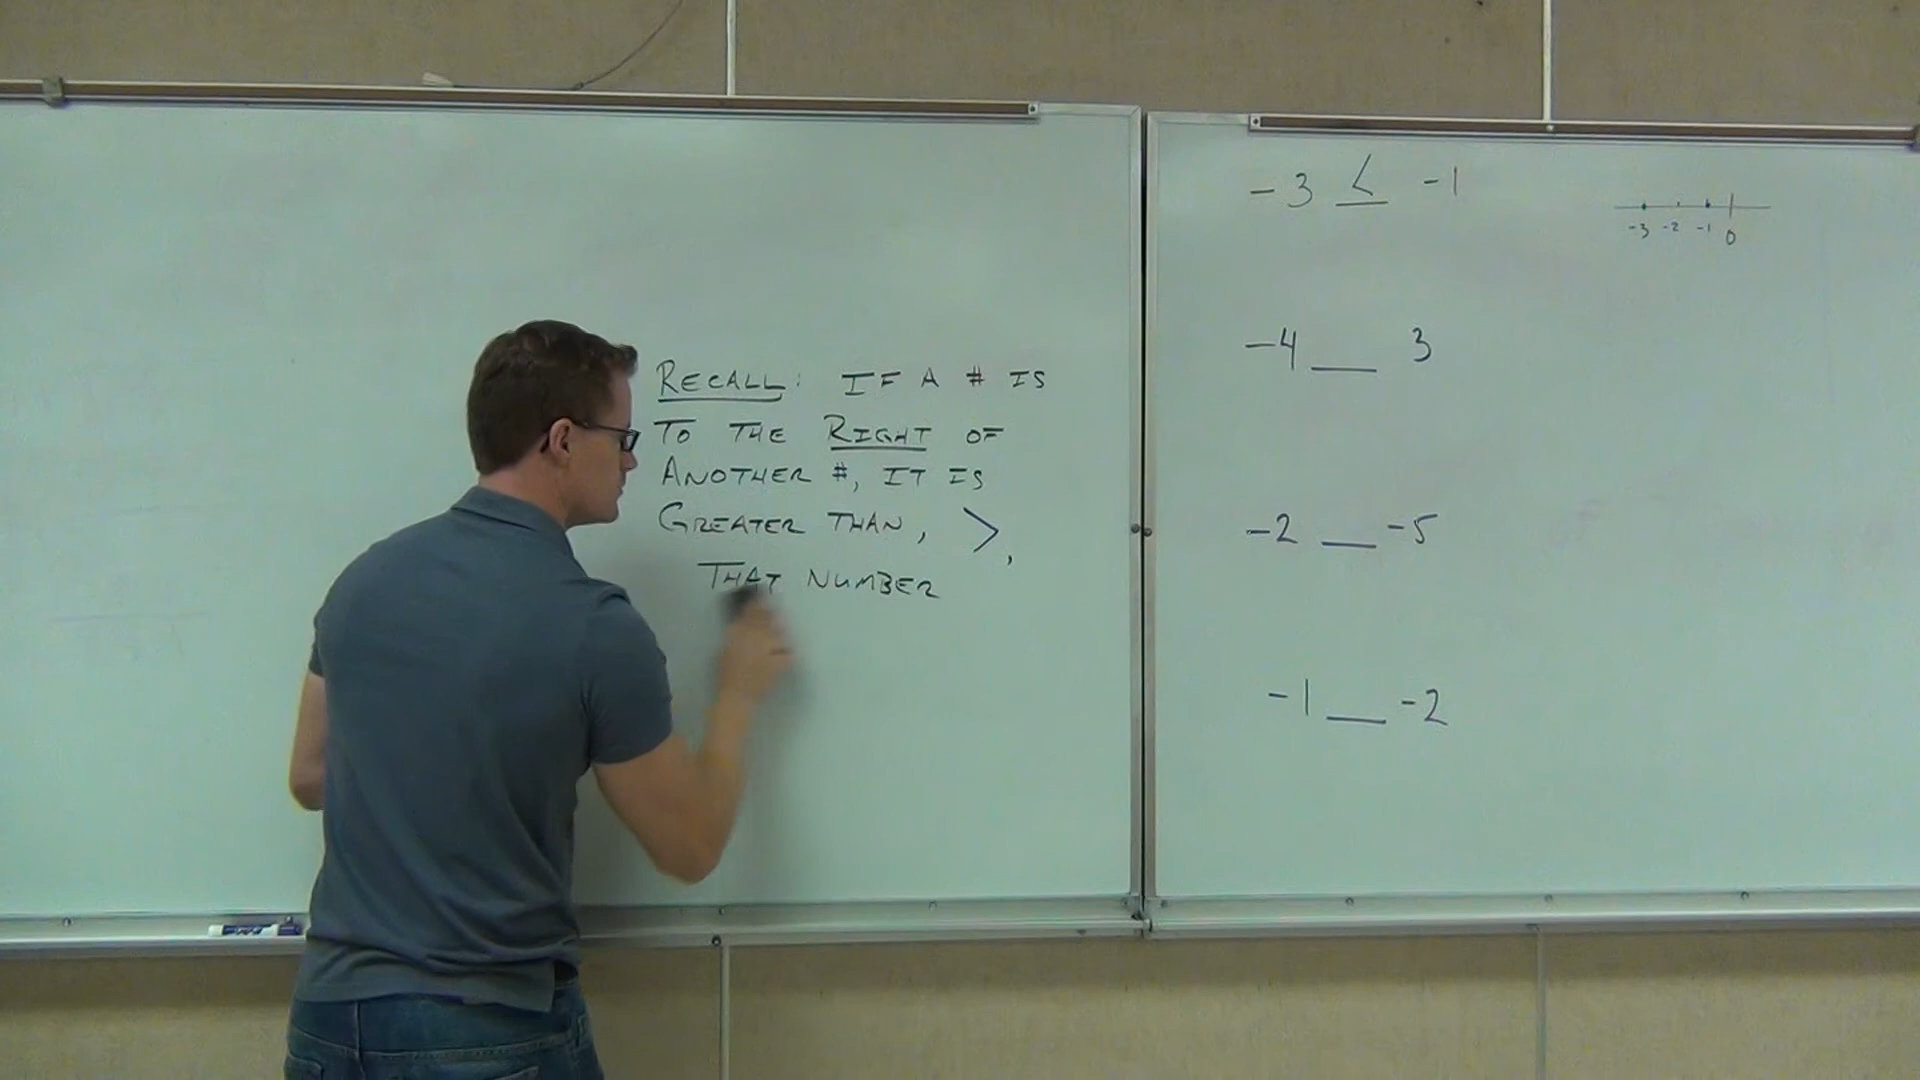 RECALL: IF A # IS
TO THE RIGHT OF
ANOTHER #, IT IS
GREATER THAN, >,
THAT NUMBER
-3 < -1
-3 -2 -1 0
-4 __ 3
-2 __ -5
-1 __ -2